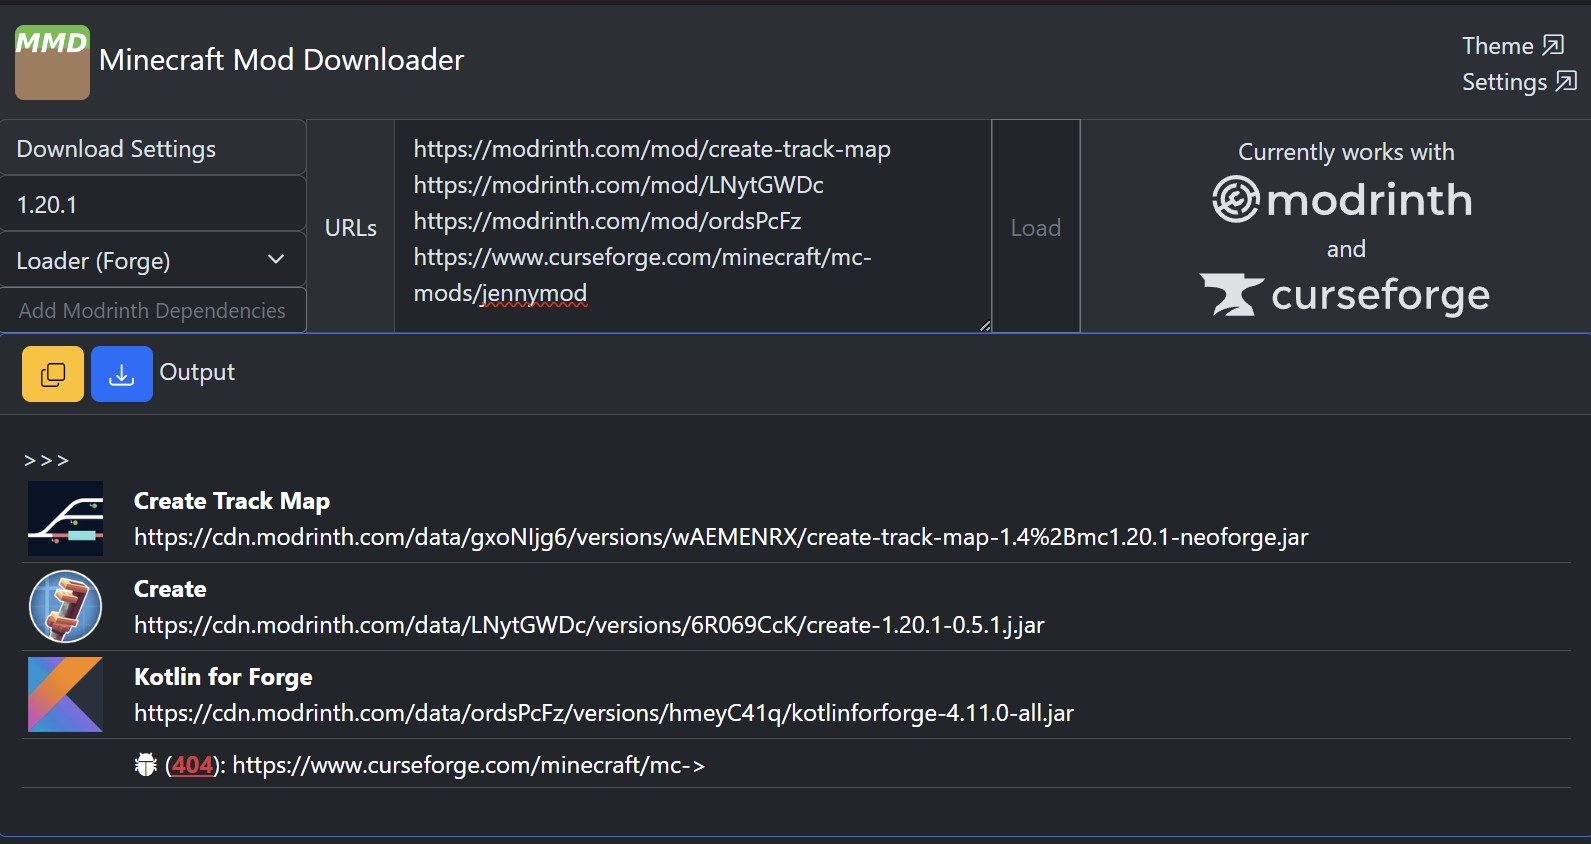 MMD
Minecraft Mod Downloader
Theme
Settings
Download Settings
1.20.1
Loader (Forge)
Add Modrinth Dependencies
URLs
https://modrinth.com/mod/create-track-map
https://modrinth.com/mod/LNytGWDc
https://modrinth.com/mod/ordsPcFz
https://www.curseforge.com/minecraft/mc-
mods/jennymod
Load
Currently works with
modrinth
and
curseforge
Output
>>>
Create Track Map
https://cdn.modrinth.com/data/gxoNIjg6/versions/wAEMENRX/create-track-map-1.4%2Bmc1.20.1-neoforge.jar
Create
https://cdn.modrinth.com/data/LNytGWDc/versions/6R069CcK/create-1.20.1-0.5.1.j.jar
Kotlin for Forge
https://cdn.modrinth.com/data/ordsPcFz/versions/hmeyC41q/kotlinforforge-4.11.0-all.jar
(404): https://www.curseforge.com/minecraft/mc->